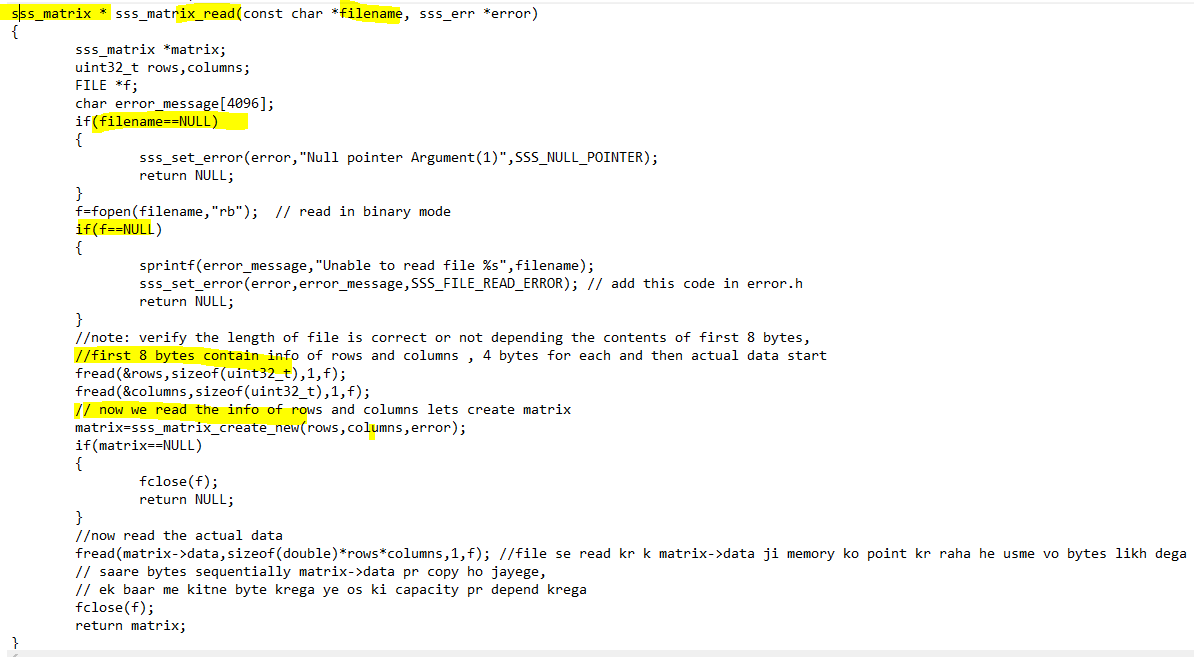 sss_matrix * sss_matrix_read(const char *filename, sss_err *error)
{
sss_matrix *matrix;
uint32_t rows,columns;
FILE *f;
char error_message[4096];
if(filename==NULL)
{
sss_set_error(error,"Null pointer Argument(1)",SSS_NULL_POINTER);
return NULL;
}
f=fopen(filename,"rb");  // read in binary mode
if(f==NULL)
{
sprintf(error_message,"Unable to read file %s",filename);
sss_set_error(error,error_message,SSS_FILE_READ_ERROR); // add this code in error.h
return NULL;
}
//note: verify the length of file is correct or not depending the contents of first 8 bytes,
//first 8 bytes contain info of rows and columns , 4 bytes for each and then actual data start
fread(&rows,sizeof(uint32_t),1,f);
fread(&columns,sizeof(uint32_t),1,f);
// now we read the info of rows and columns lets create matrix
matrix=sss_matrix_create_new(rows,columns,error);
if(matrix==NULL)
{
fclose(f);
return NULL;
}
//now read the actual data
fread(matrix->data,sizeof(double)*rows*columns,1,f); //file se read kr k matrix->data ji memory ko point kr raha he usme vo bytes likh dega
// saare bytes sequentially matrix->data pr copy ho jayege,
// ek baar me kitne byte krega ye os ki capacity pr depend krega
fclose(f);
return matrix;
}